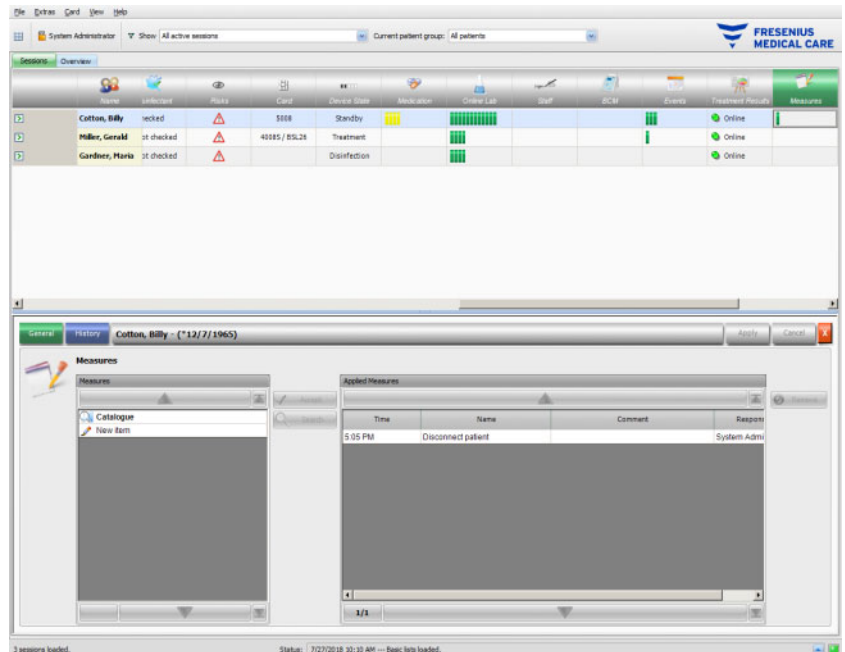 File Extras Card View Help
System Administrator Show All active sessions Current patient group: All patients
FRESENIUS
MEDICAL CARE
Sessions Overview
Name Risks Card Device State Medication Online Lab Staff BCM Events Treatment Results Measures
Cotton, Billy 5008 Standby Online
Miller, Gerald ot checked 4008S / BSL26 Treatment Online
Gardner, Maria ot checked Disinfection Online
General History Cotton, Billy - (*12/7/1965) Apply Cancel X
Measures
Measures Applied Measures
Catalogue
New item
Search
Time Name Comment Respons
5:05 PM Disconnect patient System Admi
1/1
3 sessions loaded. Status: 7/27/2018 10:10 AM --- Basic lists loaded.